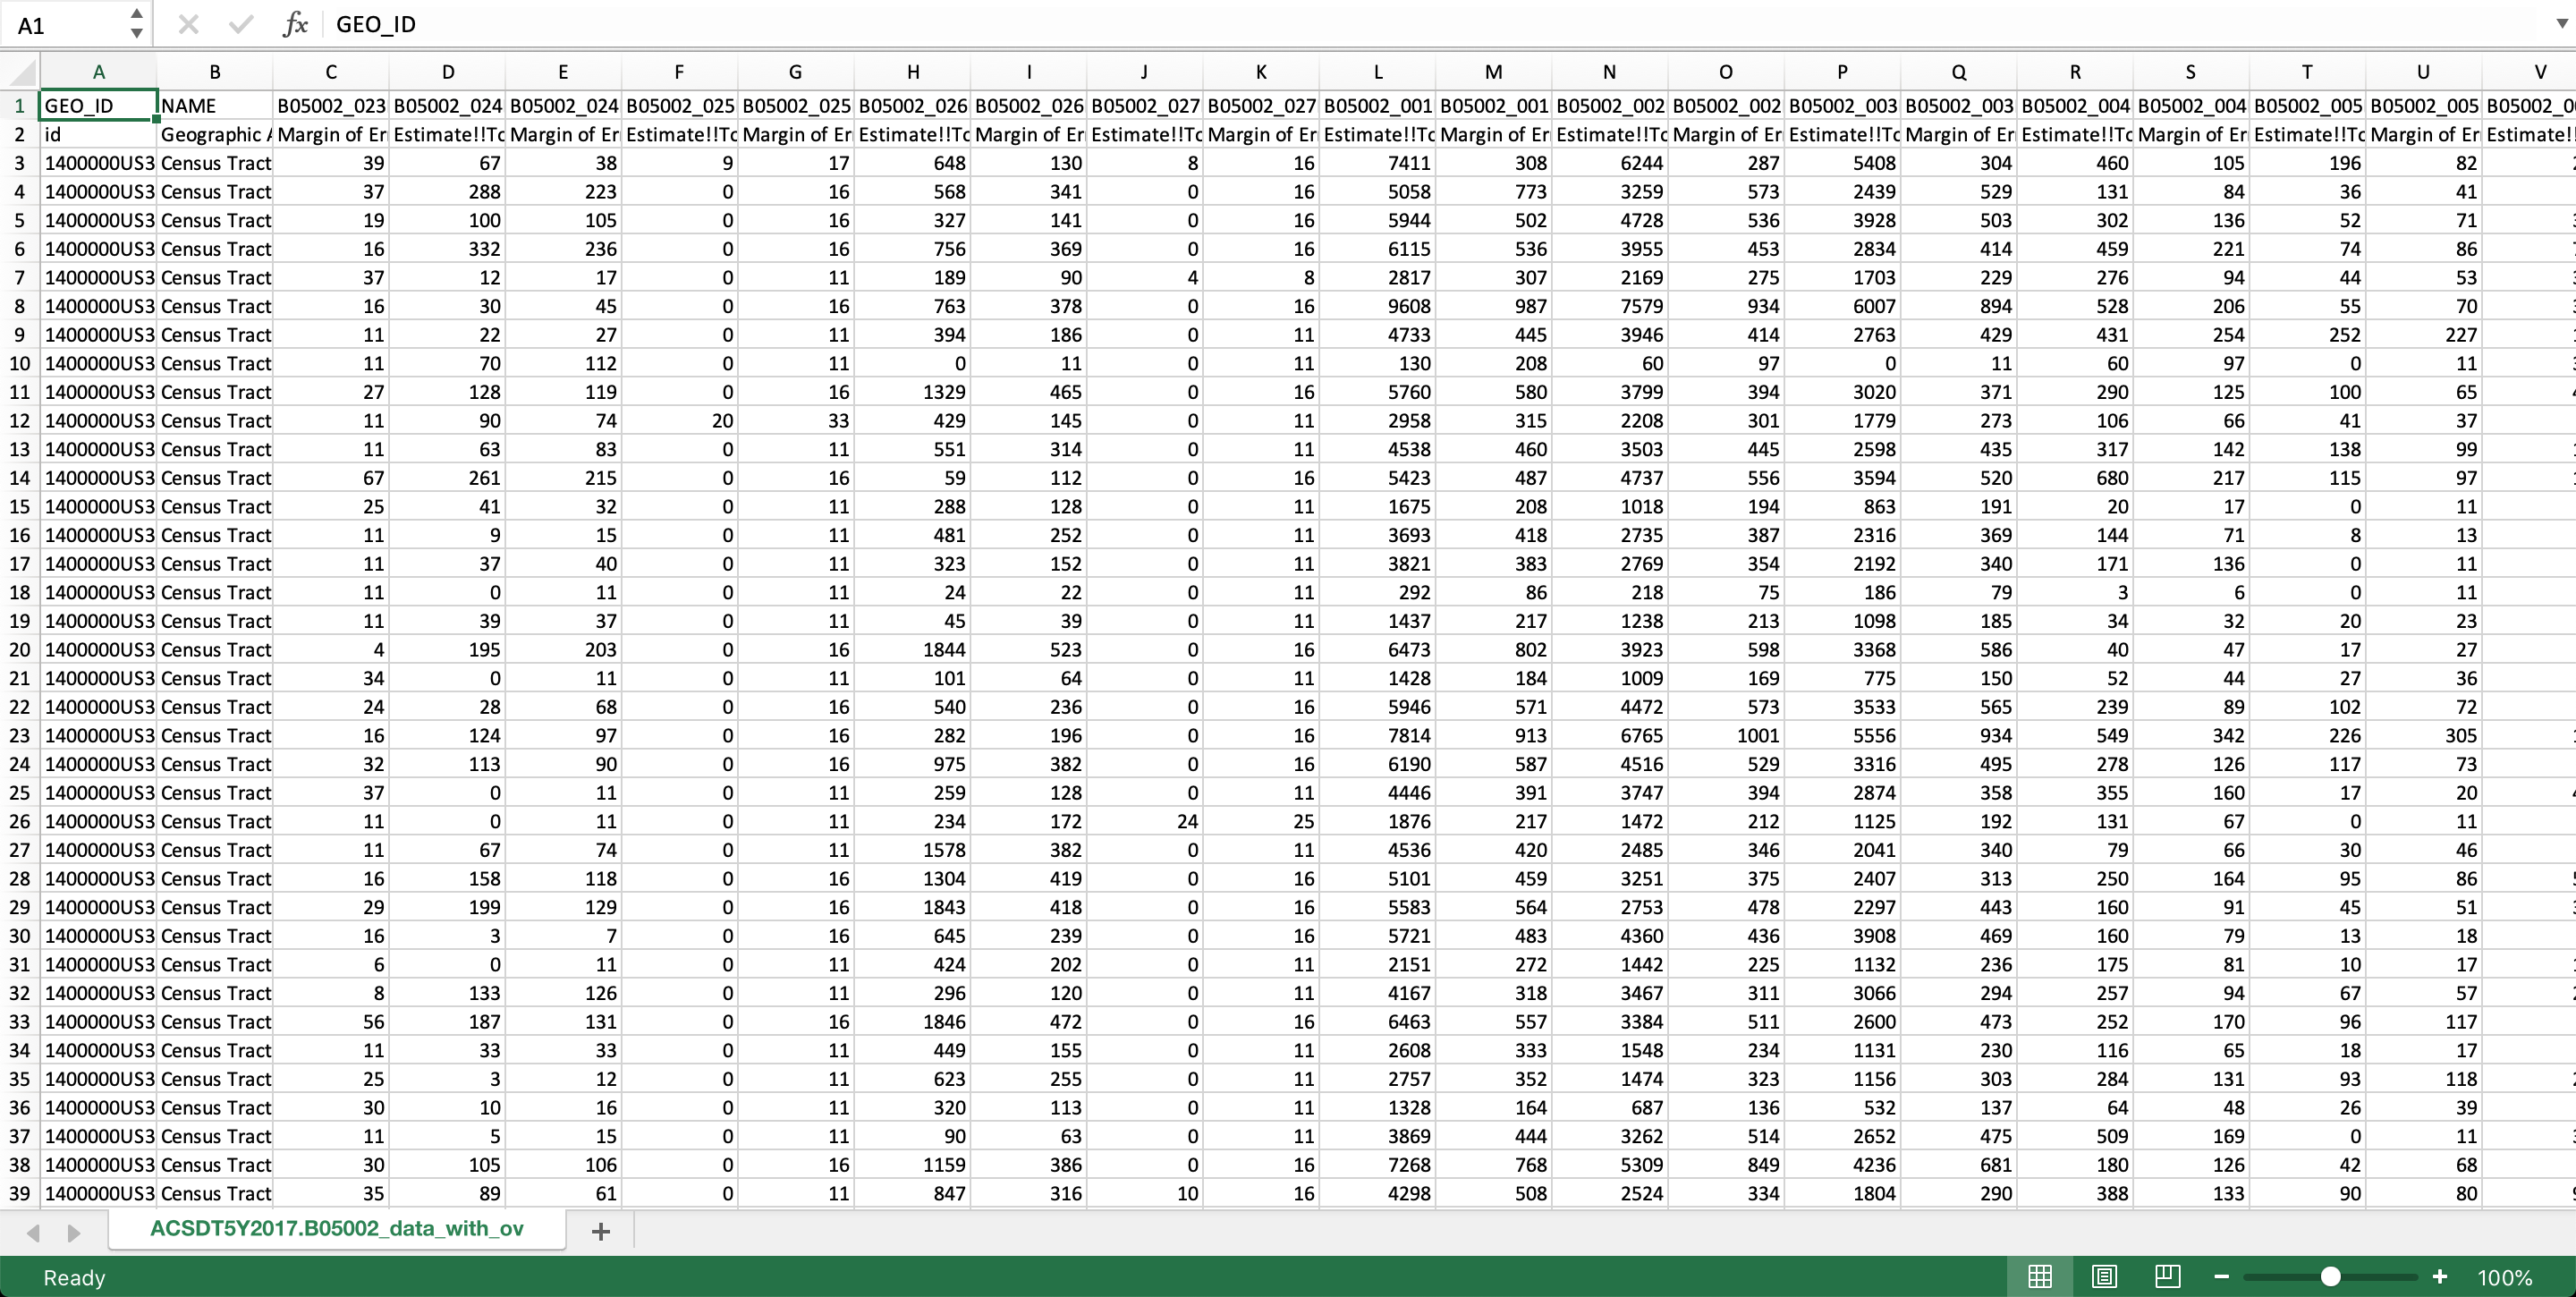 A1 fx GEO_ID
A B C D E F G H I J K L M N O P Q R S T U V
1 GEO_ID NAME B05002_023 B05002_024 B05002_024 B05002_025 B05002_025 B05002_026 B05002_026 B05002_027 B05002_027 B05002_001 B05002_001 B05002_002 B05002_002 B05002_003 B05002_003 B05002_004 B05002_004 B05002_005 B05002_005 B05002_0
2 id Geographic A Margin of Er Estimate!!To Margin of Er Estimate!!To Margin of Er Estimate!!To Margin of Er Estimate!!To Margin of Er Estimate!!To Margin of Er Estimate!!To Margin of Er Estimate!!To Margin of Er Estimate!!To Margin of Er Estimate!!To Margin of Er Estimate!
3 1400000US3 Census Tract 39 67 38 9 17 648 130 8 16 7411 308 6244 287 5408 304 460 105 196 82
4 1400000US3 Census Tract 37 288 223 0 16 568 341 0 16 5058 773 3259 573 2439 529 131 84 36 41
5 1400000US3 Census Tract 19 100 105 0 16 327 141 0 16 5944 502 4728 536 3928 503 302 136 52 71
6 1400000US3 Census Tract 16 332 236 0 16 756 369 0 16 6115 536 3955 453 2834 414 459 221 74 86
7 1400000US3 Census Tract 37 12 17 0 11 189 90 4 8 2817 307 2169 275 1703 229 276 94 44 53
8 1400000US3 Census Tract 16 30 45 0 16 763 378 0 16 9608 987 7579 934 6007 894 528 206 55 70
9 1400000US3 Census Tract 11 22 27 0 11 394 186 0 11 4733 445 3946 414 2763 429 431 254 252 227
10 1400000US3 Census Tract 11 70 112 0 11 0 11 0 11 130 208 60 97 0 11 60 97 0 11
11 1400000US3 Census Tract 27 128 119 0 16 1329 465 0 16 5760 580 3799 394 3020 371 290 125 100 65
12 1400000US3 Census Tract 11 90 74 20 33 429 145 0 11 2958 315 2208 301 1779 273 106 66 41 37
13 1400000US3 Census Tract 11 63 83 0 11 551 314 0 11 4538 460 3503 445 2598 435 317 142 138 99
14 1400000US3 Census Tract 67 261 215 0 16 59 112 0 16 5423 487 4737 556 3594 520 680 217 115 97
15 1400000US3 Census Tract 25 41 32 0 11 288 128 0 11 1675 208 1018 194 863 191 20 17 0 11
16 1400000US3 Census Tract 11 9 15 0 11 481 252 0 11 3693 418 2735 387 2316 369 144 71 8 13
17 1400000US3 Census Tract 11 37 40 0 11 323 152 0 11 3821 383 2769 354 2192 340 171 136 0 11
18 1400000US3 Census Tract 11 0 11 0 11 24 22 0 11 292 86 218 75 186 79 3 6 0 11
19 1400000US3 Census Tract 11 39 37 0 11 45 39 0 11 1437 217 1238 213 1098 185 34 32 20 23
20 1400000US3 Census Tract 4 195 203 0 16 1844 523 0 16 6473 802 3923 598 3368 586 40 47 17 27
21 1400000US3 Census Tract 34 0 11 0 11 101 64 0 11 1428 184 1009 169 775 150 52 44 27 36
22 1400000US3 Census Tract 24 28 68 0 16 540 236 0 16 5946 571 4472 573 3533 565 239 89 102 72
23 1400000US3 Census Tract 16 124 97 0 16 282 196 0 16 7814 913 6765 1001 5556 934 549 342 226 305
24 1400000US3 Census Tract 32 113 90 0 16 975 382 0 16 6190 587 4516 529 3316 495 278 126 117 73
25 1400000US3 Census Tract 37 0 11 0 11 259 128 0 11 4446 391 3747 394 2874 358 355 160 17 20
26 1400000US3 Census Tract 11 0 11 0 11 234 172 24 25 1876 217 1472 212 1125 192 131 67 0 11
27 1400000US3 Census Tract 11 67 74 0 11 1578 382 0 11 4536 420 2485 346 2041 340 79 66 30 46
28 1400000US3 Census Tract 16 158 118 0 16 1304 419 0 16 5101 459 3251 375 2407 313 250 164 95 86
29 1400000US3 Census Tract 29 199 129 0 16 1843 418 0 16 5583 564 2753 478 2297 443 160 91 45 51
30 1400000US3 Census Tract 16 3 7 0 16 645 239 0 16 5721 483 4360 436 3908 469 160 79 13 18
31 1400000US3 Census Tract 6 0 11 0 11 424 202 0 11 2151 272 1442 225 1132 236 175 81 10 17
32 1400000US3 Census Tract 8 133 126 0 11 296 120 0 11 4167 318 3467 311 3066 294 257 94 67 57
33 1400000US3 Census Tract 56 187 131 0 16 1846 472 0 16 6463 557 3384 511 2600 473 252 170 96 117
34 1400000US3 Census Tract 11 33 33 0 11 449 155 0 11 2608 333 1548 234 1131 230 116 65 18 17
35 1400000US3 Census Tract 25 3 12 0 11 623 255 0 11 2757 352 1474 323 1156 303 284 131 93 118
36 1400000US3 Census Tract 30 10 16 0 11 320 113 0 11 1328 164 687 136 532 137 64 48 26 39
37 1400000US3 Census Tract 11 5 15 0 11 90 63 0 11 3869 444 3262 514 2652 475 509 169 0 11
38 1400000US3 Census Tract 30 105 106 0 16 1159 386 0 16 7268 768 5309 849 4236 681 180 126 42 68
39 1400000US3 Census Tract 35 89 61 0 11 847 316 10 16 4298 508 2524 334 1804 290 388 133 90 80
ACSDT5Y2017.B05002_data_with_ov +
Ready 100%